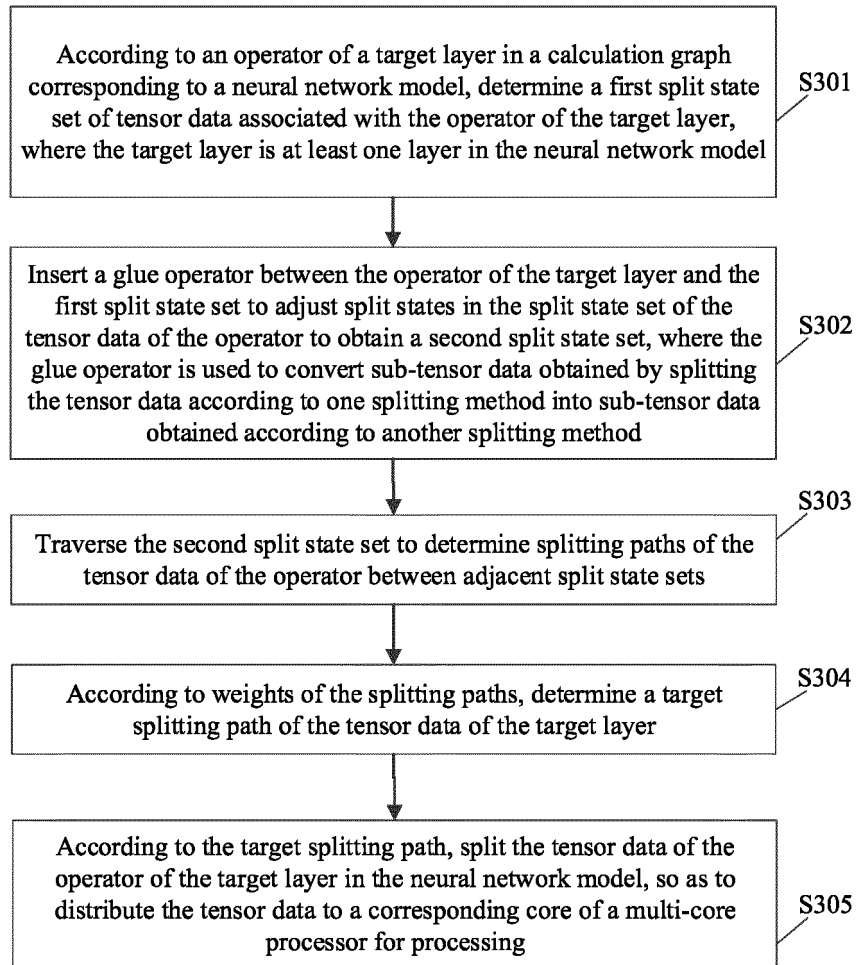 According to an operator of a target layer in a calculation graph
corresponding to a neural network model, determine a first split state
set of tensor data associated with the operator of the target layer,
where the target layer is at least one layer in the neural network model
S301
Insert a glue operator between the operator of the target layer and the
first split state set to adjust split states in the split state set of the
tensor data of the operator to obtain a second split state set, where the
glue operator is used to convert sub-tensor data obtained by splitting
the tensor data according to one splitting method into sub-tensor data
obtained according to another splitting method
S302
Traverse the second split state set to determine splitting paths of the
tensor data of the operator between adjacent split state sets
S303
According to weights of the splitting paths, determine a target
splitting path of the tensor data of the target layer
S304
According to the target splitting path, split the tensor data of the
operator of the target layer in the neural network model, so as to
distribute the tensor data to a corresponding core of a multi-core
processor for processing
S305